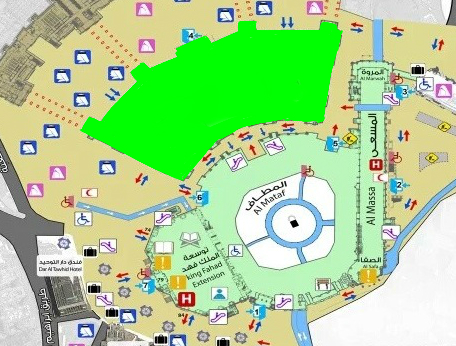 4
المروة
Al Marwah
3
المسعى
Al Massa
5
H
2
المطاف
Al Mataf
6
توسعة
الملك فهد
king Fahad
Extension
الصفا
Al Safa
فندق دار التوحيد
Dar Al Tawhid Hotel
7
H
1